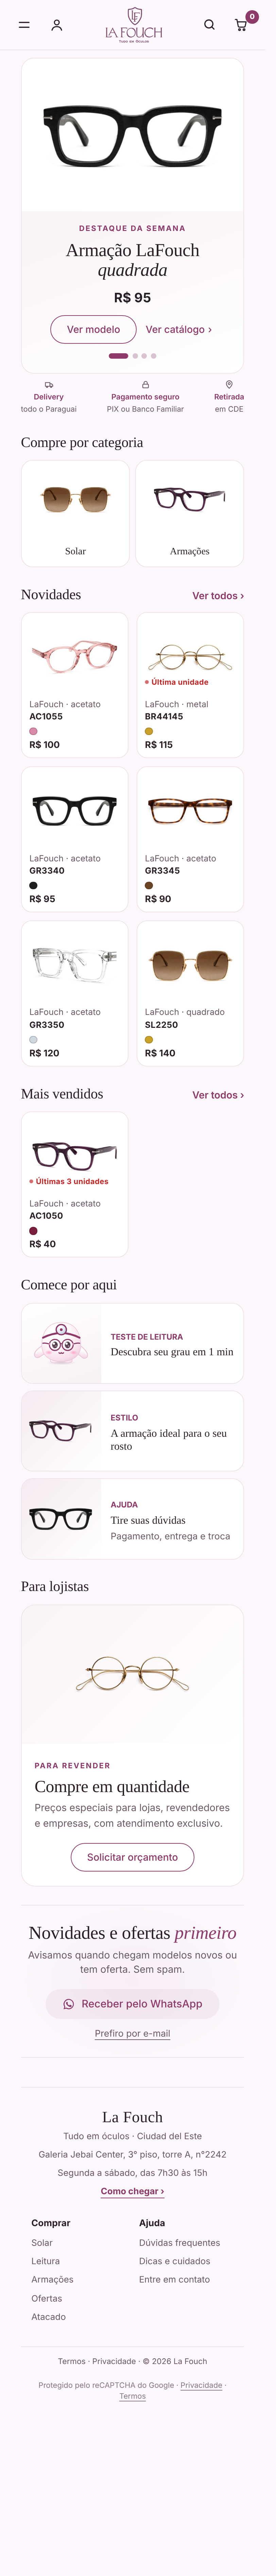 0
LA FOUCH
Tudo em óculos
DESTAQUE DA SEMANA
Armação LaFouch
quadrada
R$ 95
Ver modelo
Ver catálogo ›
Delivery
todo o Paraguai
Pagamento seguro
PIX ou Banco Familiar
Retirada
em CDE
Compre por categoria
Solar
Armações
Novidades
Ver todos ›
LaFouch · acetato
AC1055
R$ 100
Última unidade
LaFouch · metal
BR44145
R$ 115
LaFouch · acetato
GR3340
R$ 95
LaFouch · acetato
GR3345
R$ 90
LaFouch · acetato
GR3350
R$ 120
LaFouch · quadrado
SL2250
R$ 140
Mais vendidos
Ver todos ›
Últimas 3 unidades
LaFouch · acetato
AC1050
R$ 40
Comece por aqui
TESTE DE LEITURA
Descubra seu grau em 1 min
ESTILO
A armação ideal para o seu
rosto
AJUDA
Tire suas dúvidas
Pagamento, entrega e troca
Para lojistas
PARA REVENDER
Compre em quantidade
Preços especiais para lojas, revendedores
e empresas, com atendimento exclusivo.
Solicitar orçamento
Novidades e ofertas primeiro
Avisamos quando chegam modelos novos ou
tem oferta. Sem spam.
Receber pelo WhatsApp
Prefiro por e-mail
La Fouch
Tudo em óculos · Ciudad del Este
Galeria Jebai Center, 3° piso, torre A, n°2242
Segunda a sábado, das 7h30 às 15h
Como chegar ›
Comprar
Solar
Leitura
Armações
Ofertas
Atacado
Ajuda
Dúvidas frequentes
Dicas e cuidados
Entre em contato
Termos · Privacidade · © 2026 La Fouch
Protegido pelo reCAPTCHA do Google · Privacidade ·
Termos